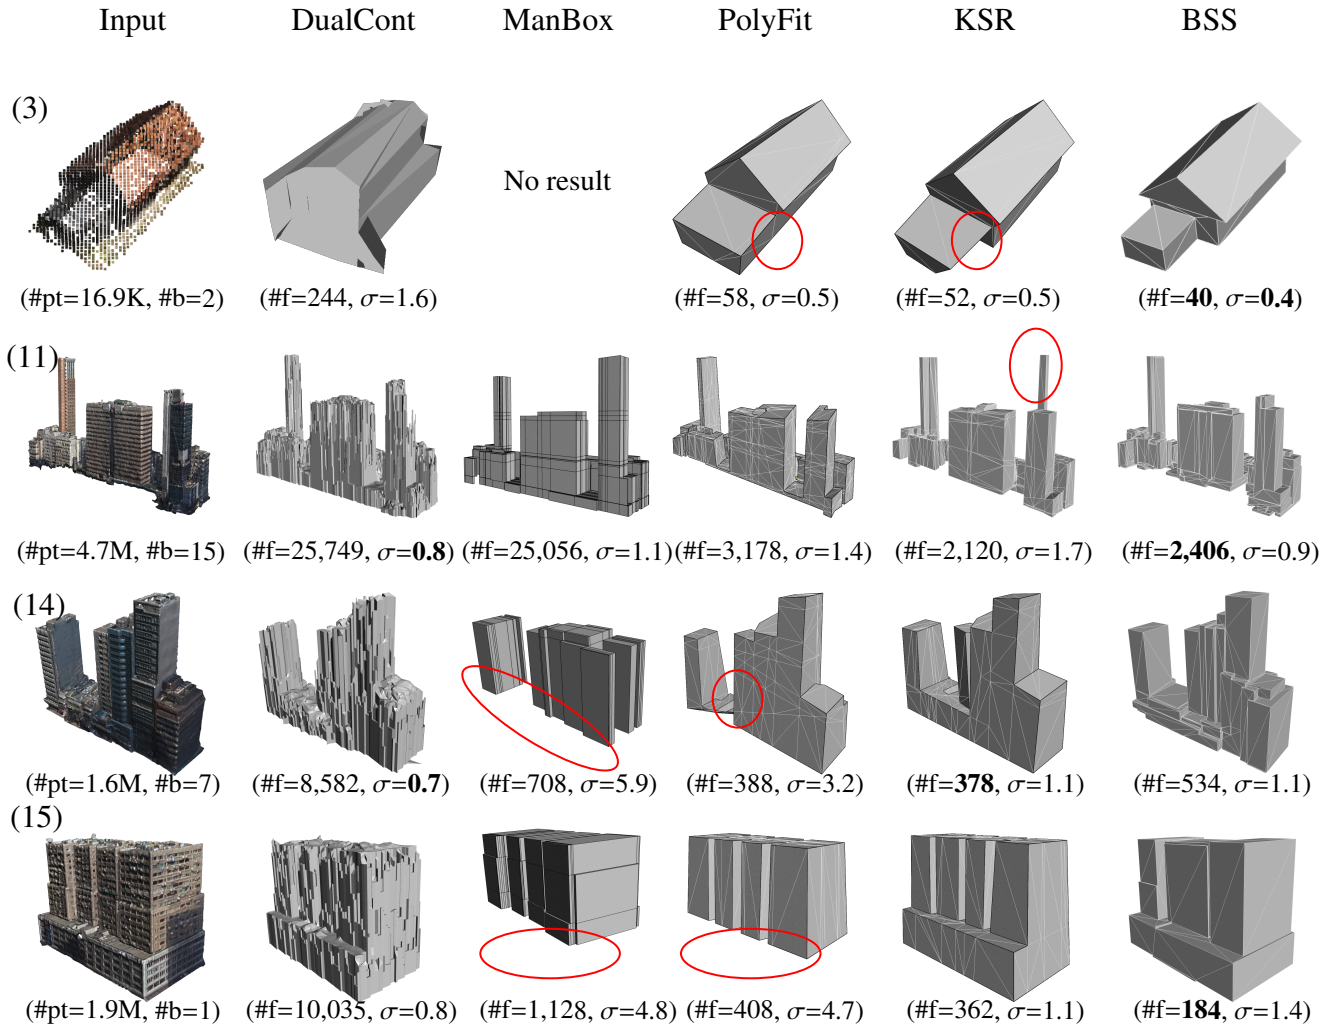 Input DualCont ManBox PolyFit KSR BSS
(3)
No result
(#pt=16.9K, #b=2) (#f=244, σ=1.6) (#f=58, σ=0.5) (#f=52, σ=0.5) (#f=40, σ=0.4)
(11)
(#pt=4.7M, #b=15) (#f=25,749, σ=0.8) (#f=25,056, σ=1.1) (#f=3,178, σ=1.4) (#f=2,120, σ=1.7) (#f=2,406, σ=0.9)
(14)
(#pt=1.6M, #b=7) (#f=8,582, σ=0.7) (#f=708, σ=5.9) (#f=388, σ=3.2) (#f=378, σ=1.1) (#f=534, σ=1.1)
(15)
(#pt=1.9M, #b=1) (#f=10,035, σ=0.8) (#f=1,128, σ=4.8) (#f=408, σ=4.7) (#f=362, σ=1.1) (#f=184, σ=1.4)